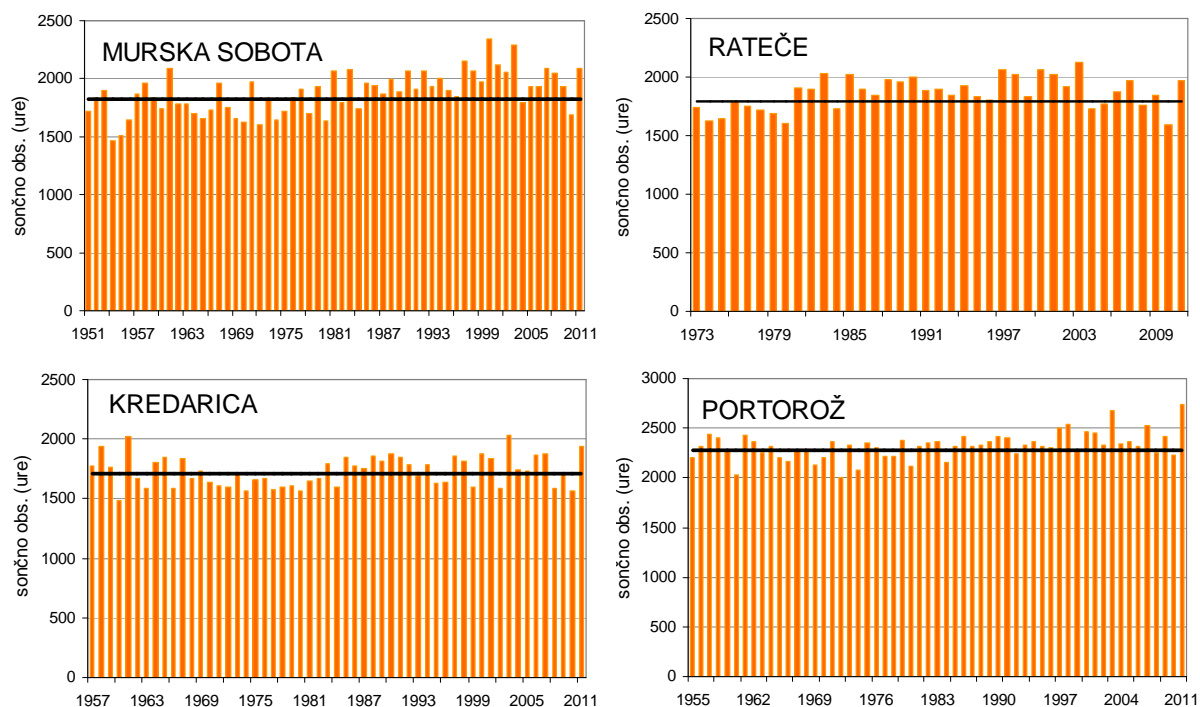 MURSKA SOBOTA
sončno obs. (ure)
2500
2000
1500
1000
500
0
1951 1957 1963 1969 1975 1981 1987 1993 1999 2005 2011
RATEČE
sončno obs. (ure)
2500
2000
1500
1000
500
0
1973 1979 1985 1991 1997 2003 2009
KREDARICA
sončno obs. (ure)
2500
2000
1500
1000
500
0
1957 1963 1969 1975 1981 1987 1993 1999 2005 2011
PORTOROŽ
sončno obs. (ure)
3000
2500
2000
1500
1000
500
0
1955 1962 1969 1976 1983 1990 1997 2004 2011